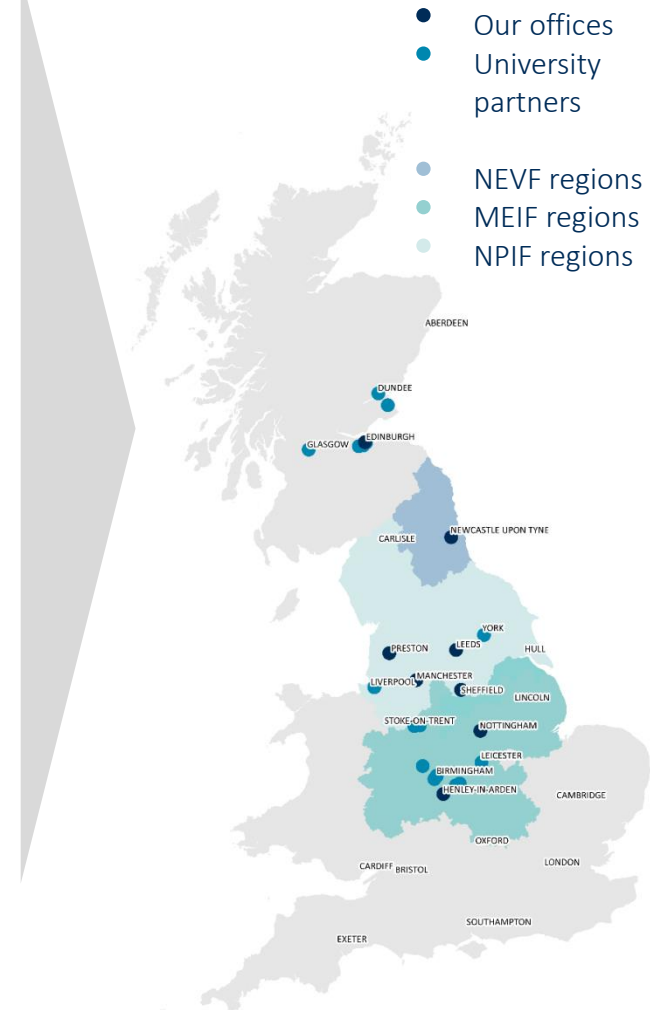 Our offices
University
partners
NEVF regions
MEIF regions
NPIF regions
ABERDEEN
DUNDEE
EDINBURGH
GLASGOW
NEWCASTLE UPON TYNE
CARLISLE
YORK
PRESTON
LEEDS
HULL
MANCHESTER
LIVERPOOL
SHEFFIELD
LINCOLN
STOKE-ON-TRENT
NOTTINGHAM
LEICESTER
BIRMINGHAM
HENLEY-IN-ARDEN
CAMBRIDGE
OXFORD
LONDON
CARDIFF
BRISTOL
SOUTHAMPTON
EXETER